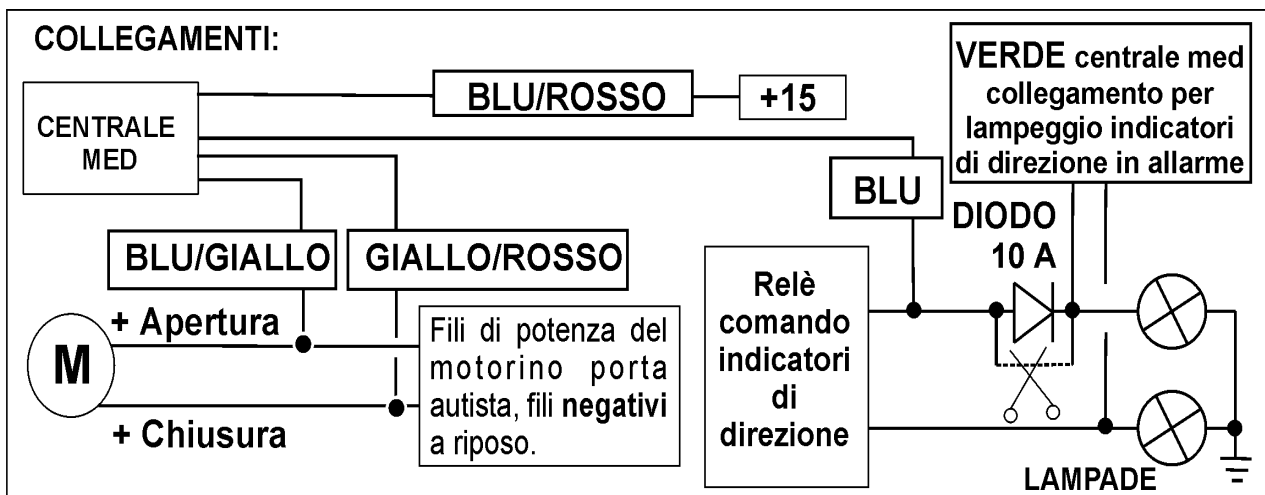 COLLEGAMENTI:
CENTRALE
MED
BLU/ROSSO
+15
VERDE centrale med
collegamento per
lampeggio indicatori
di direzione in allarme
BLU
DIODO
10 A
BLU/GIALLO
GIALLO/ROSSO
M
+ Apertura
+ Chiusura
Fili di potenza del
motorino porta
autista, fili negativi
a riposo.
Relè
comando
indicatori
di
direzione
LAMPADE